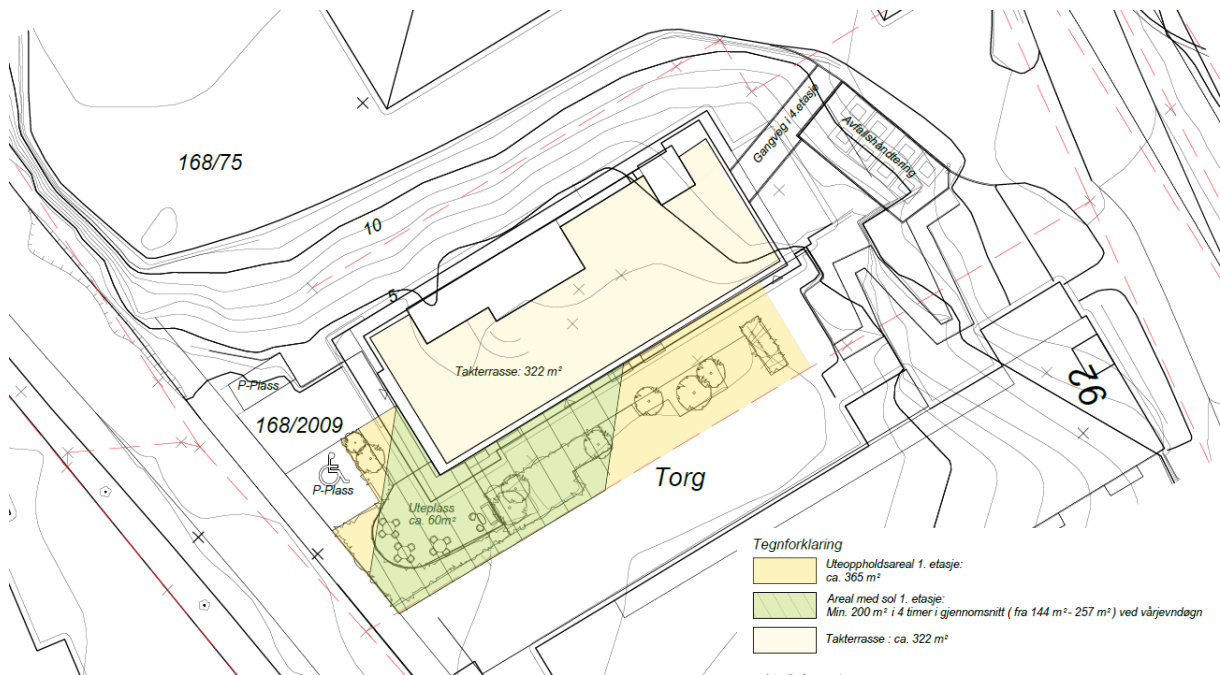 168/75
Gangveg i 4.etasje
Avfallshåndtering
10
5
Takterrasse: 322 m²
P-Plass
168/2009
P-Plass
Uteplass
ca. 60m²
Torg
92
Tegnforklaring
Uteoppholdsareal 1. etasje:
ca. 365 m²
Areal med sol 1. etasje:
Min. 200 m² i 4 timer i gjennomsnitt ( fra 144 m² - 257 m² ) ved vårjevndøgn
Takterrasse : ca. 322 m²